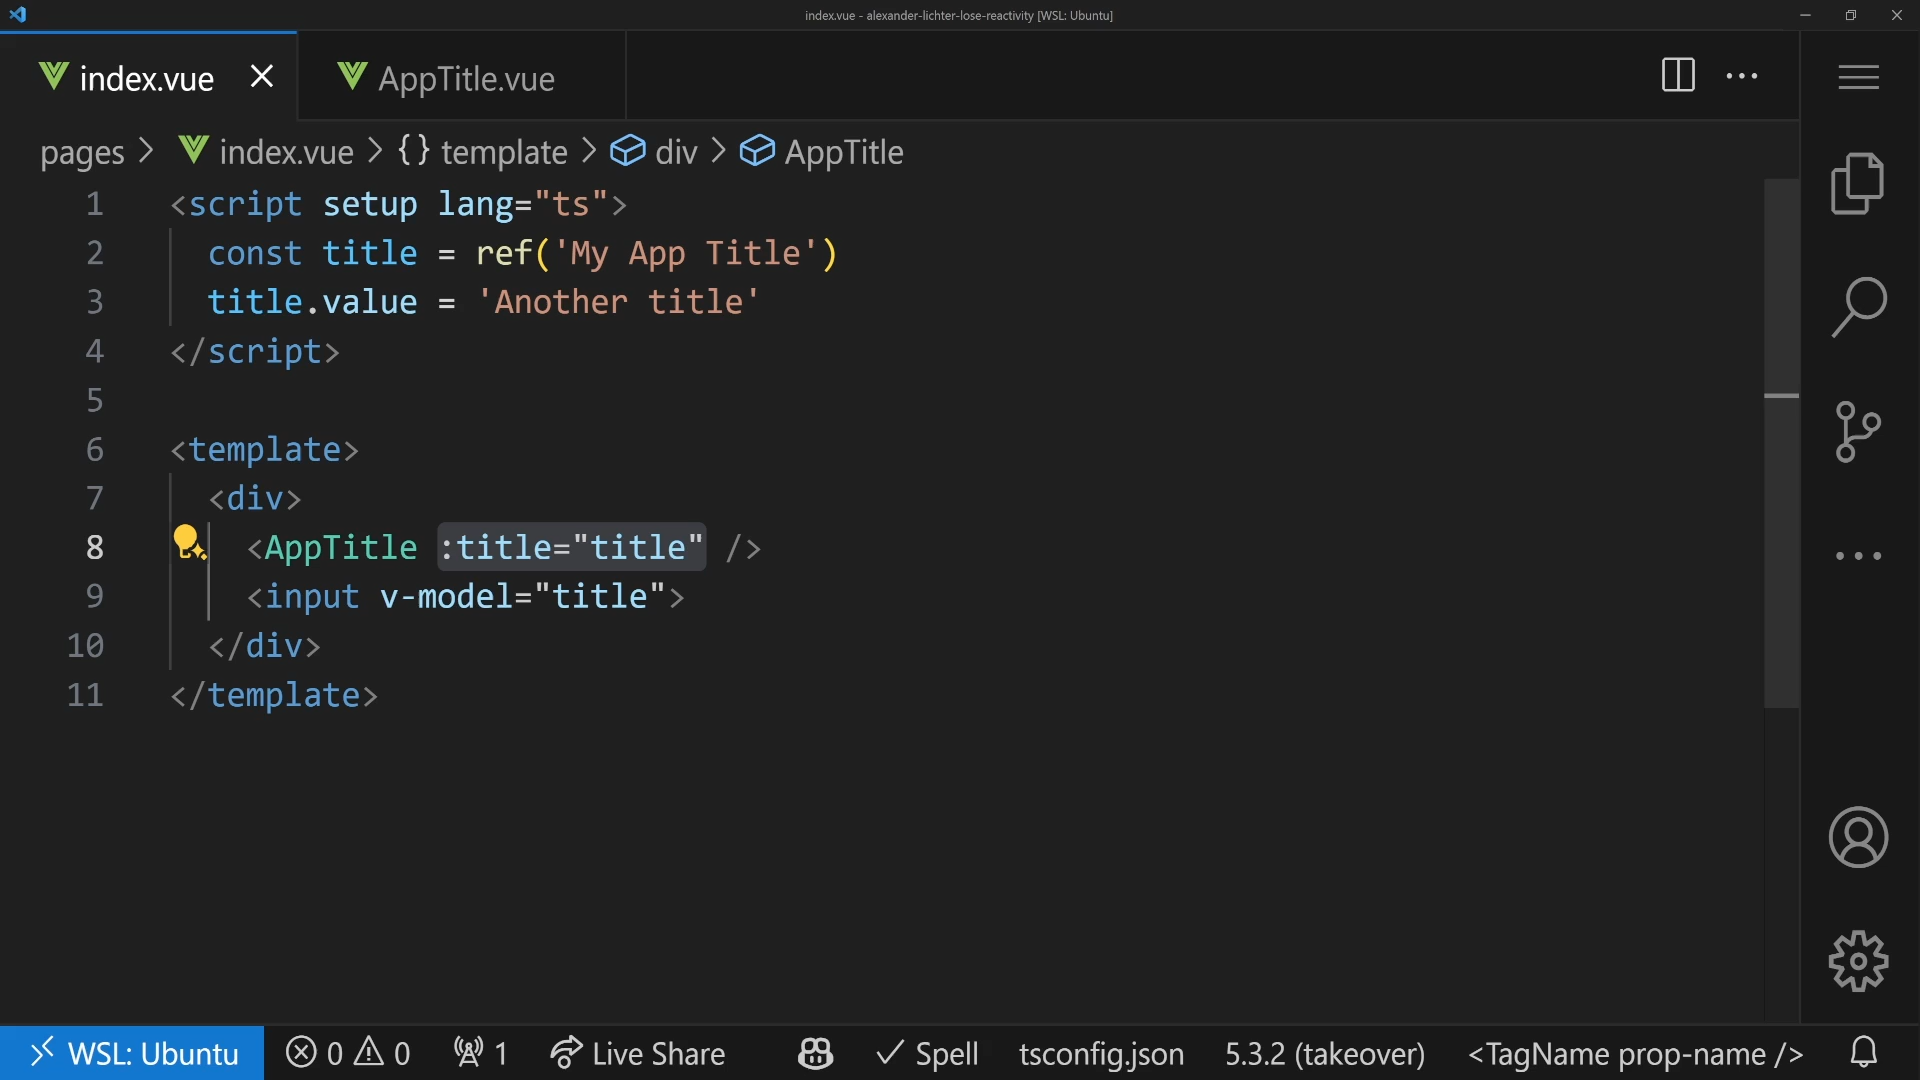 index.vue - alexander-lichter-lose-reactivity [WSL: Ubuntu]
index.vue AppTitle.vue
pages > index.vue > {} template > div > AppTitle
1 <script setup lang="ts">
2 const title = ref('My App Title')
3 title.value = 'Another title'
4 </script>
5
6 <template>
7 <div>
8 <AppTitle :title="title" />
9 <input v-model="title">
10 </div>
11 </template>
WSL: Ubuntu 0 0 1 Live Share Spell tsconfig.json 5.3.2 (takeover) <TagName prop-name />